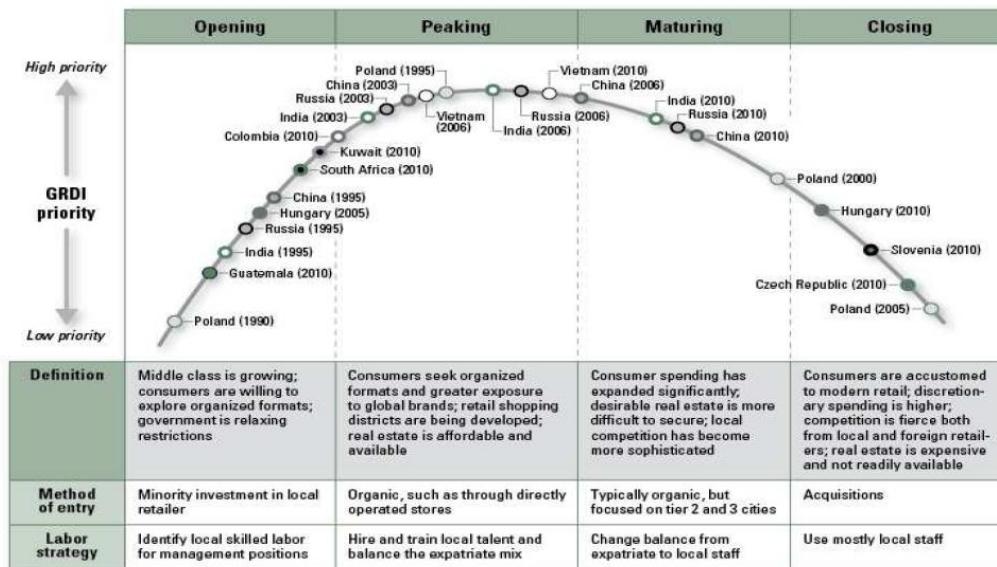 Opening Peaking Maturing Closing
High priority
GRDI
priority
Low priority
Poland (1995)
China (2003)
Russia (2003)
India (2003)
Colombia (2010)
Vietnam
(2006)
Kuwait (2010)
South Africa (2010)
China (1995)
Hungary (2005)
Russia (1995)
India (1995)
Guatemala (2010)
Poland (1990)
Vietnam (2010)
China (2006)
Russia
(2006)
India
(2006)
India (2010)
Russia (2010)
China (2010)
Poland (2000)
Hungary (2010)
Slovenia (2010)
Czech Republic (2010)
Poland (2005)
Definition
Middle class is growing;
consumers are willing to
explore organized formats;
government is relaxing
restrictions
Consumers seek organized
formats and greater exposure
to global brands; retail shopping
districts are being developed;
real estate is affordable and
available
Consumer spending has
expanded significantly;
desirable real estate is more
difficult to secure; local
competition has become
more sophisticated
Consumers are accustomed
to modern retail; discretion-
ary spending is higher;
competition is fierce both
from local and foreign retail-
ers; real estate is expensive
and not readily available
Method
of entry
Minority investment in local
retailer
Organic, such as through directly
operated stores
Typically organic, but
focused on tier 2 and 3 cities
Acquisitions
Labor
strategy
Identify local skilled labor
for management positions
Hire and train local talent and
balance the expatriate mix
Change balance from
expatriate to local staff
Use mostly local staff